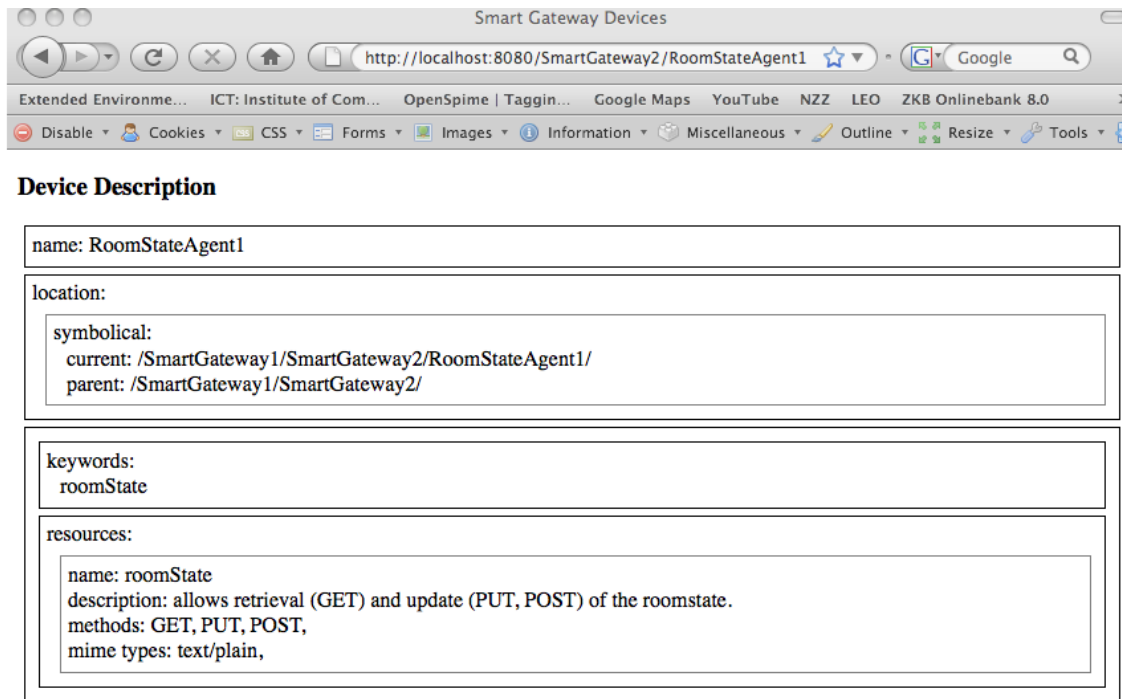 Smart Gateway Devices
http://localhost:8080/SmartGateway2/RoomStateAgent1
G Google
Extended Environme... ICT: Institute of Com... OpenSpime | Taggin... Google Maps YouTube NZZ LEO ZKB Onlinebank 8.0
Disable Cookies CSS Forms Images Information Miscellaneous Outline Resize Tools
Device Description
name: RoomStateAgent1
location:
symbolical:
current: /SmartGateway1/SmartGateway2/RoomStateAgent1/
parent: /SmartGateway1/SmartGateway2/
keywords:
roomState
resources:
name: roomState
description: allows retrieval (GET) and update (PUT, POST) of the roomstate.
methods: GET, PUT, POST,
mime types: text/plain,